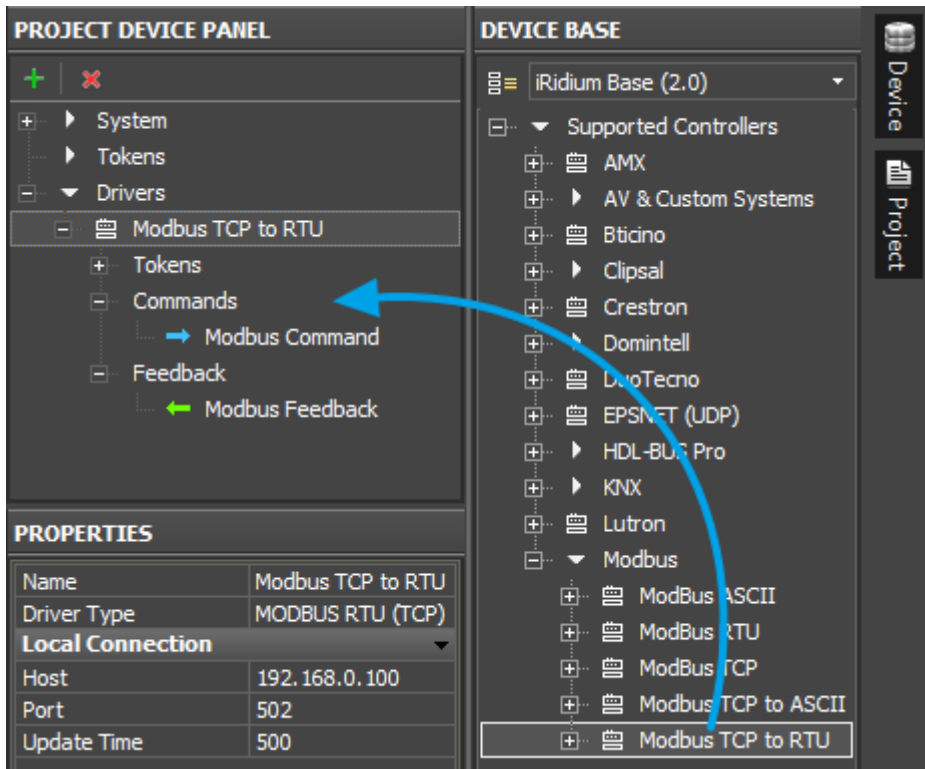 PROJECT DEVICE PANEL
System
Tokens
Drivers
Modbus TCP to RTU
Tokens
Commands
Modbus Command
Feedback
Modbus Feedback
PROPERTIES
Name Modbus TCP to RTU
Driver Type MODBUS RTU (TCP)
Local Connection
Host 192.168.0.100
Port 502
Update Time 500
DEVICE BASE
iRidium Base (2.0)
Supported Controllers
AMX
AV & Custom Systems
Bticino
Clipsal
Crestron
Domintell
DuoTecno
EPSNET (UDP)
HDL-BUS Pro
KNX
Lutron
Modbus
ModBus ASCII
ModBus RTU
ModBus TCP
Modbus TCP to ASCII
Modbus TCP to RTU
Device
Project